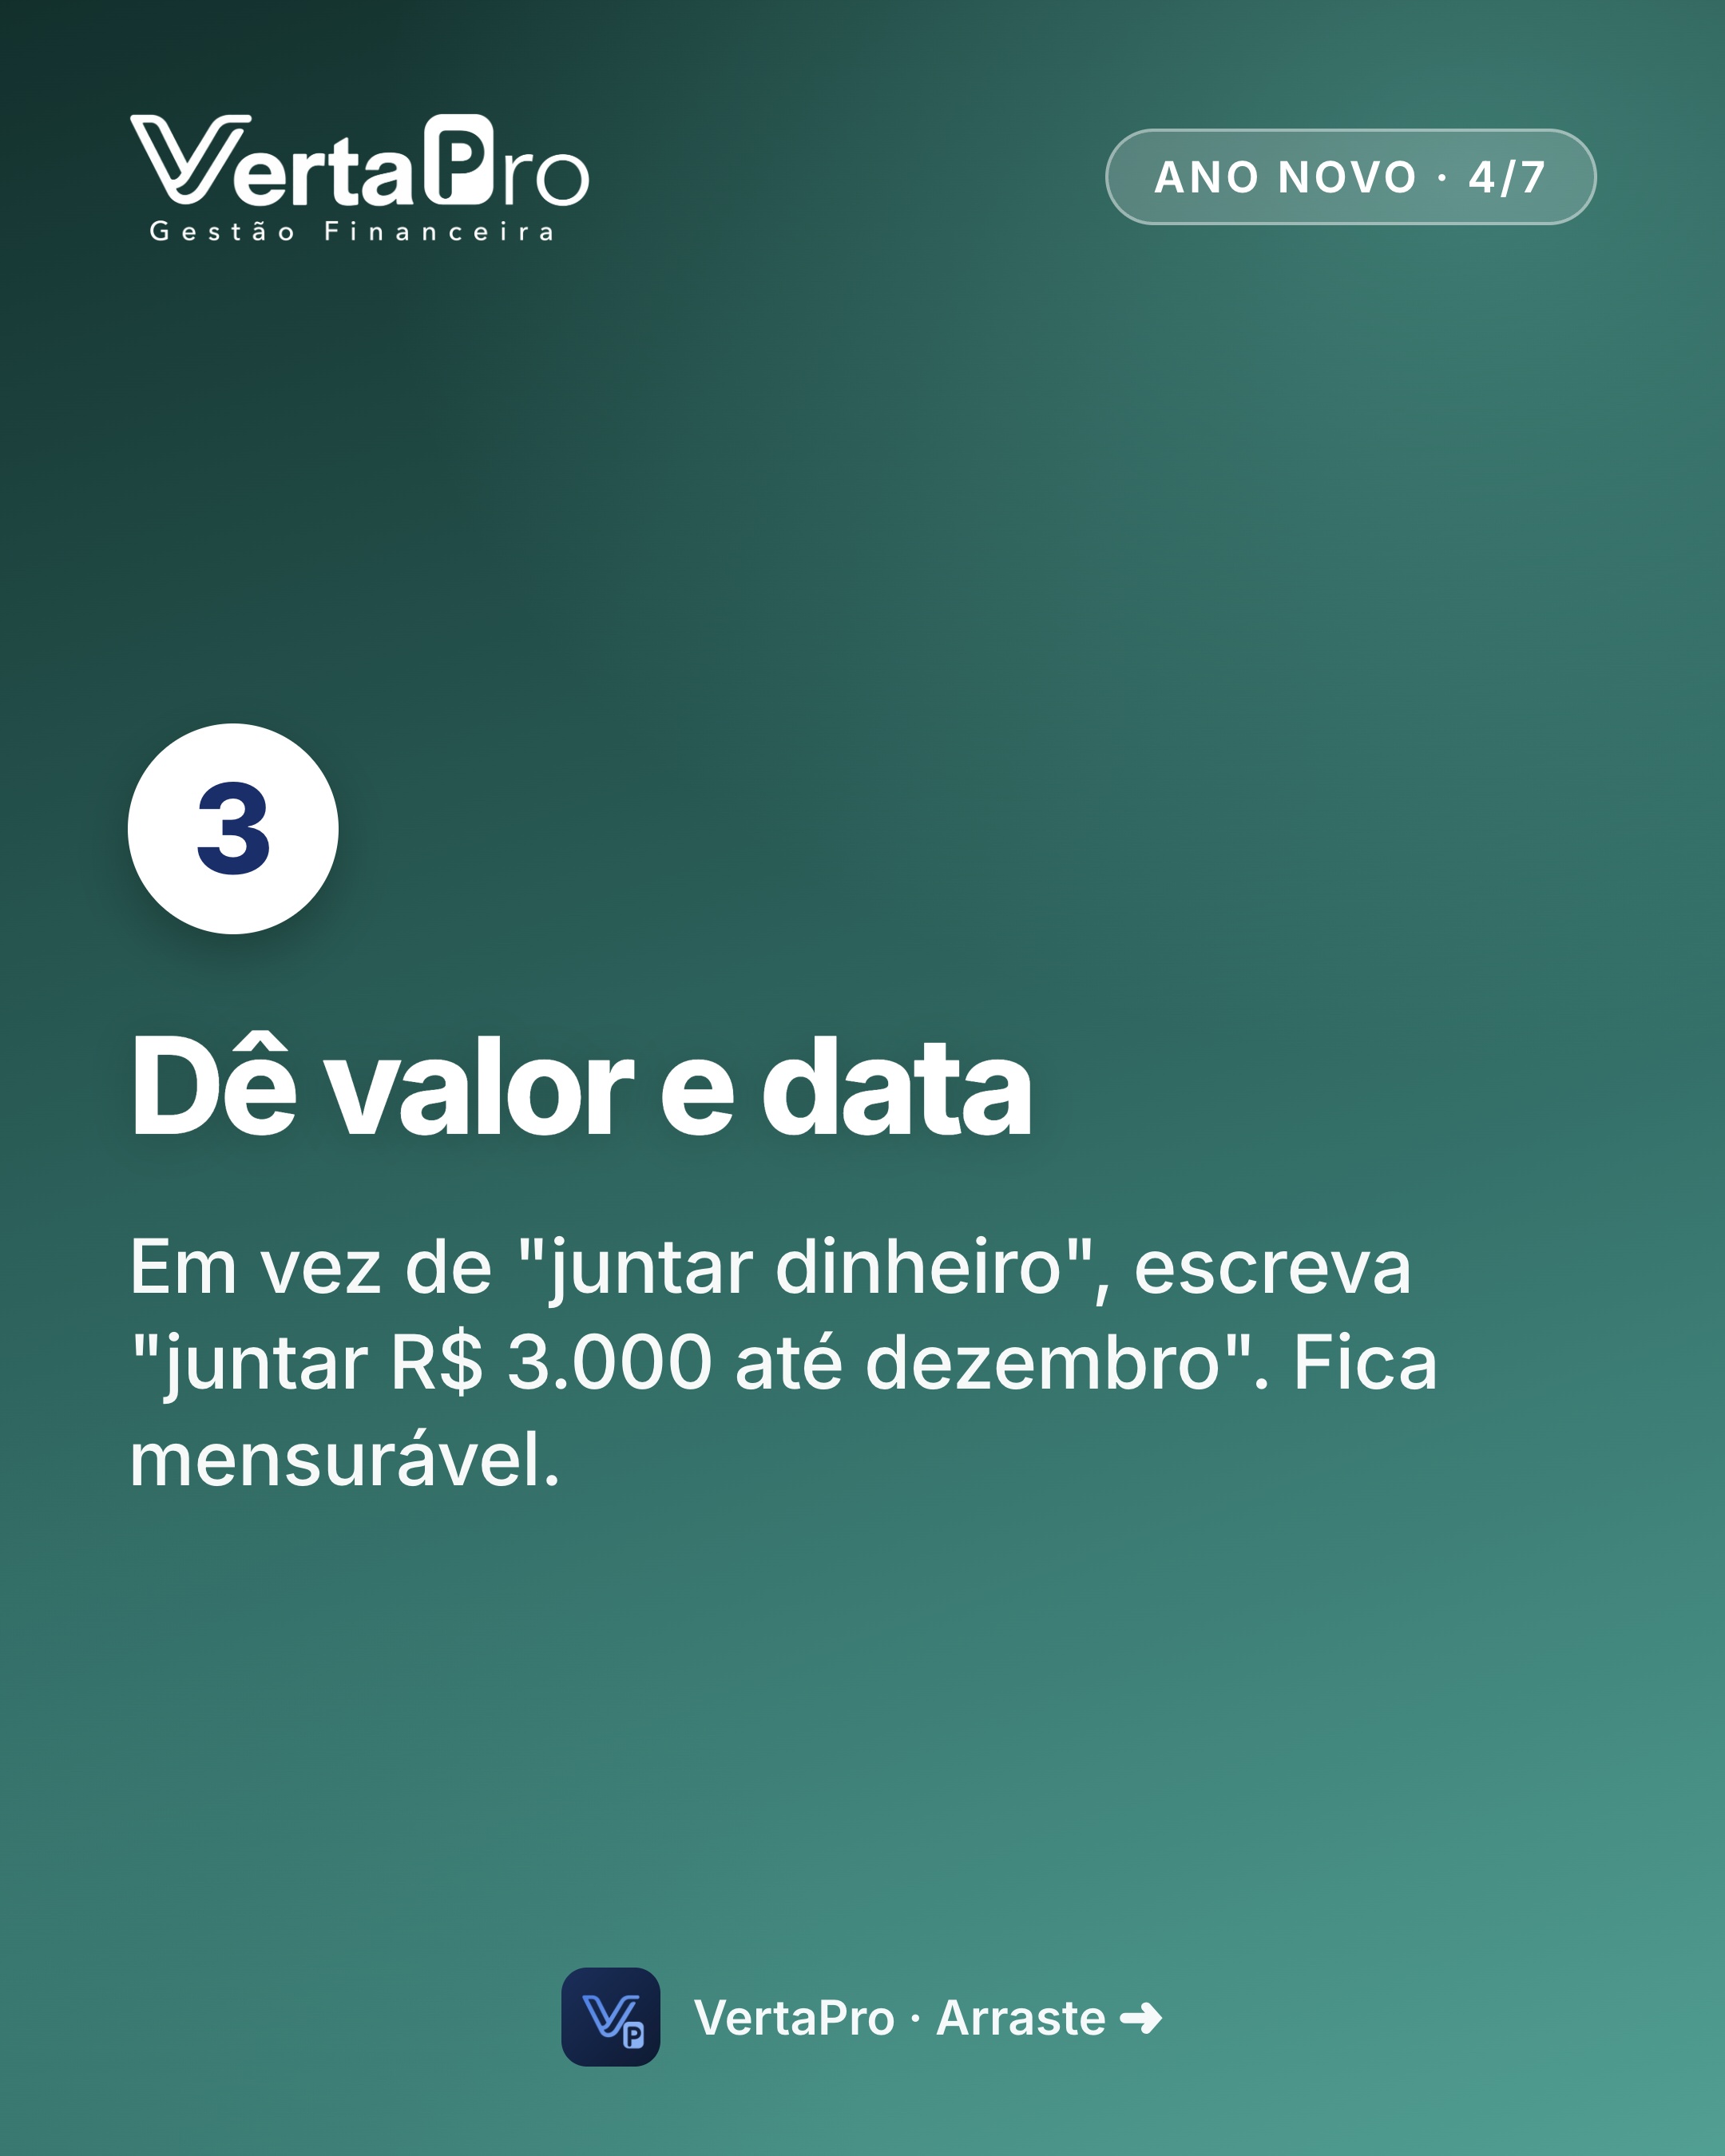 VertaPro
Gestão Financeira
ANO NOVO · 4/7
3
Dê valor e data
Em vez de "juntar dinheiro", escreva
"juntar R$ 3.000 até dezembro". Fica
mensurável.
VP
VertaPro · Arraste ➜